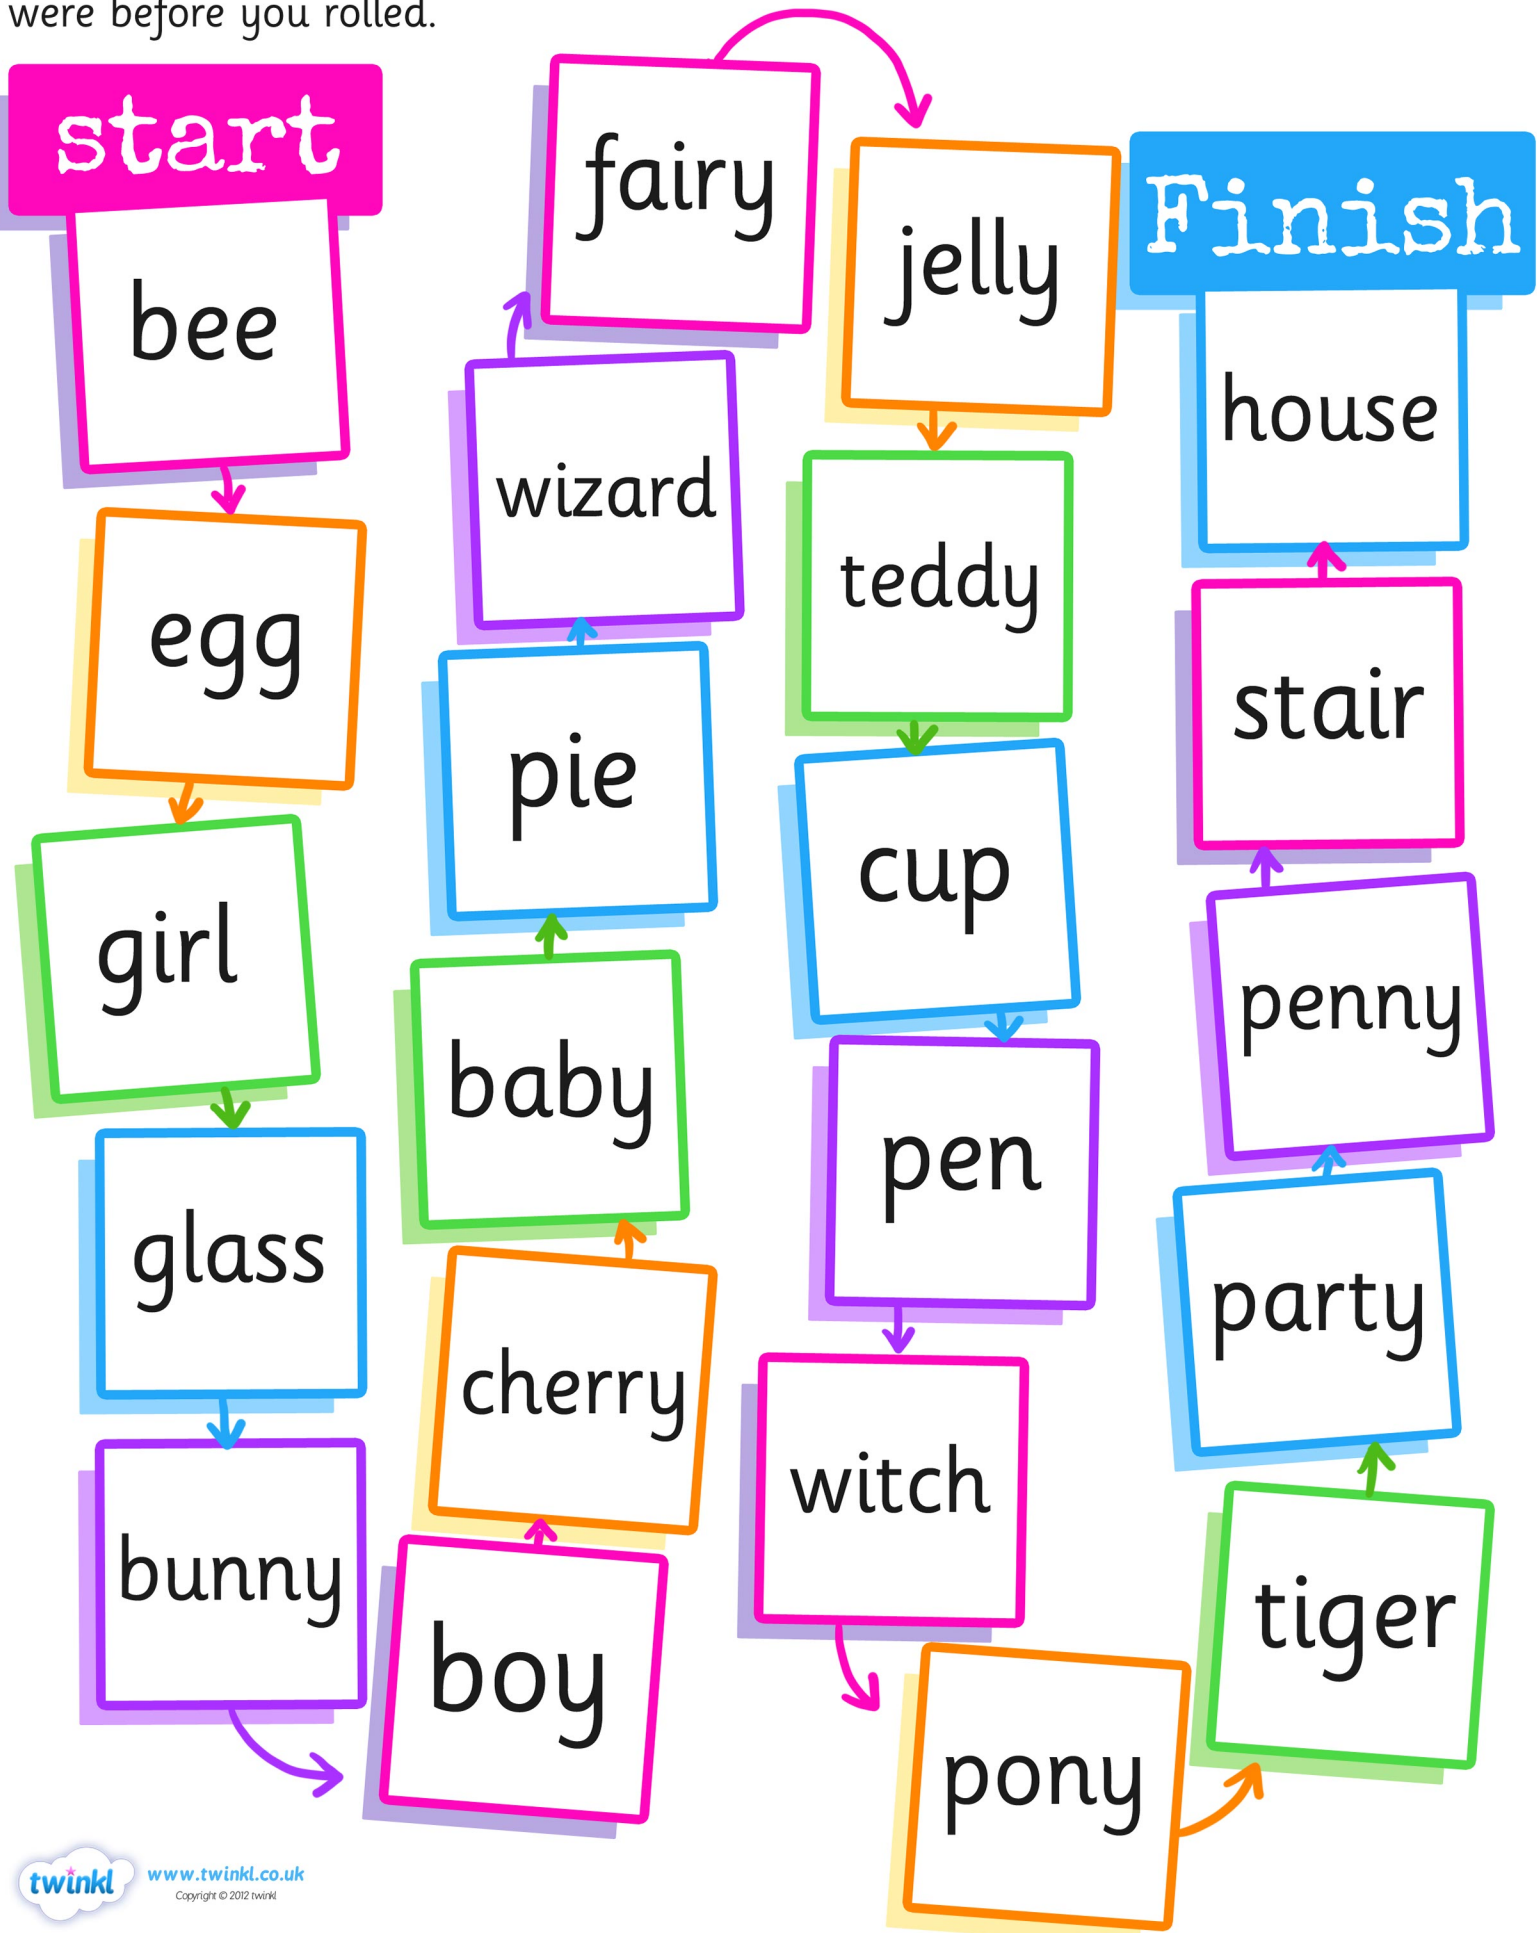 were before you rolled.
start
bee
egg
girl
glass
bunny
boy
cherry
baby
pie
wizard
fairy
jelly
teddy
cup
pen
witch
pony
tiger
party
penny
stair
house
Finish
twinkl
www.twinkl.co.uk
Copyright © 2012 twinkl